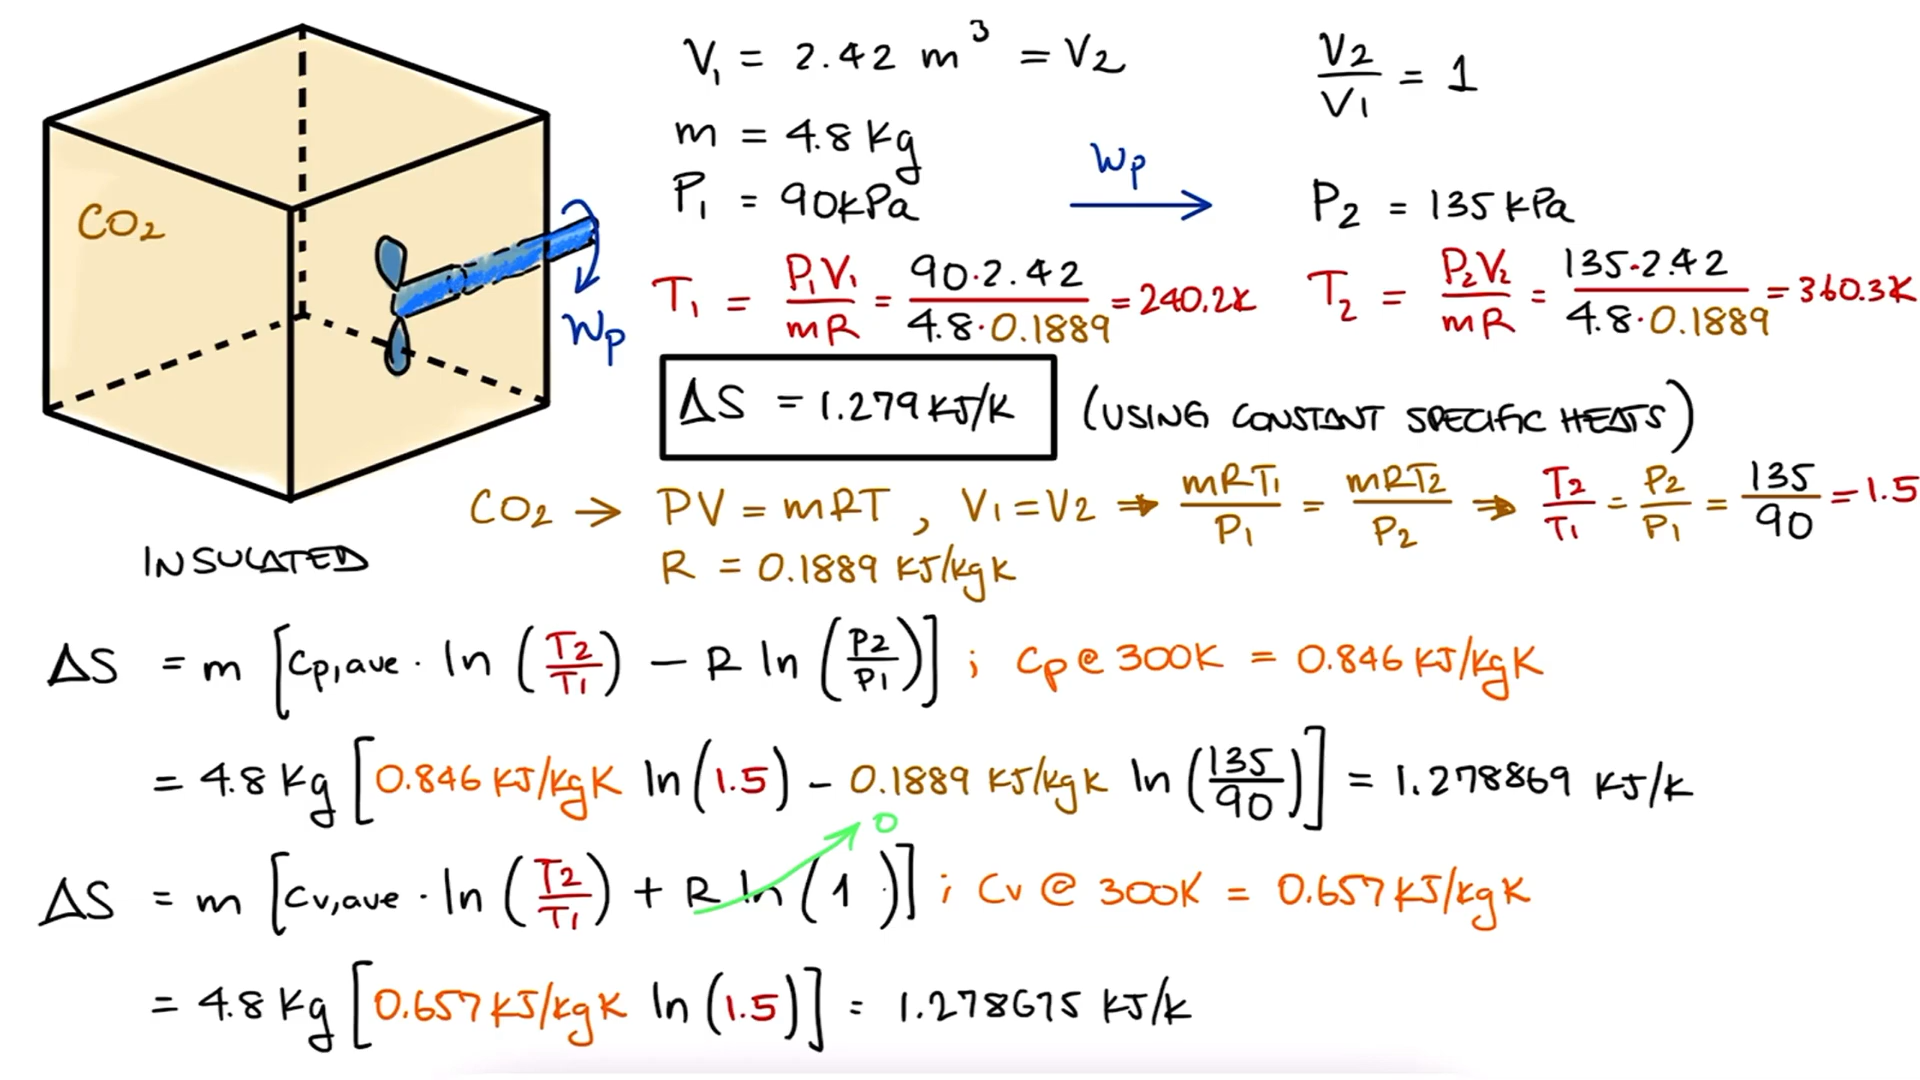 V₁ = 2.42 m³ = V₂
V₂/V₁ = 1
m = 4.8 kg
Wp
P₁ = 90 kPa
P₂ = 135 kPa
CO₂
T₁ = P₁V₁/mR = 90·2.42/4.8·0.1889 = 240.2K
T₂ = P₂V₂/mR = 135·2.42/4.8·0.1889 = 360.3K
Wp
ΔS = 1.279 kJ/K (USING CONSTANT SPECIFIC HEATS)
CO₂ → PV = mRT , V₁=V₂ ⇒ mRT₁/P₁ = mRT₂/P₂ ⇒ T₂/T₁ = P₂/P₁ = 135/90 = 1.5
INSULATED
R = 0.1889 kJ/kgK
ΔS = m [Cp,ave · ln (T₂/T₁) − R ln (P₂/P₁)] ; Cp @ 300K = 0.846 kJ/kgK
= 4.8 kg [0.846 kJ/kgK ln(1.5) − 0.1889 kJ/kgK ln (135/90)] = 1.278869 kJ/K
0
ΔS = m [Cv,ave · ln (T₂/T₁) + R ln (1)] ; Cv @ 300K = 0.657 kJ/kgK
= 4.8 kg [0.657 kJ/kgK ln (1.5)] = 1.278675 kJ/K